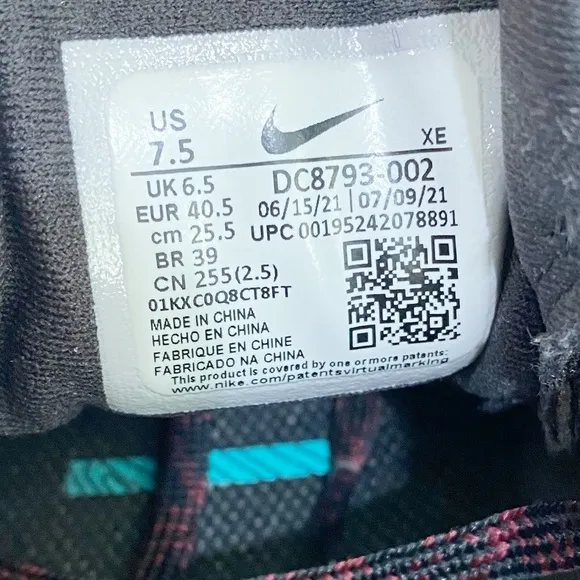 US
7.5
XE
UK 6.5
DC8793-002
EUR 40.5
06/15/21 | 07/09/21
cm 25.5
UPC 00195242078891
BR 39
CN 255(2.5)
01KXC0Q8CT8FT
MADE IN CHINA
HECHO EN CHINA
FABRIQUE EN CHINE
FABRICADO NA CHINA
This product is covered by one or more patents:
www.nike.com/patentsvirtualmarking